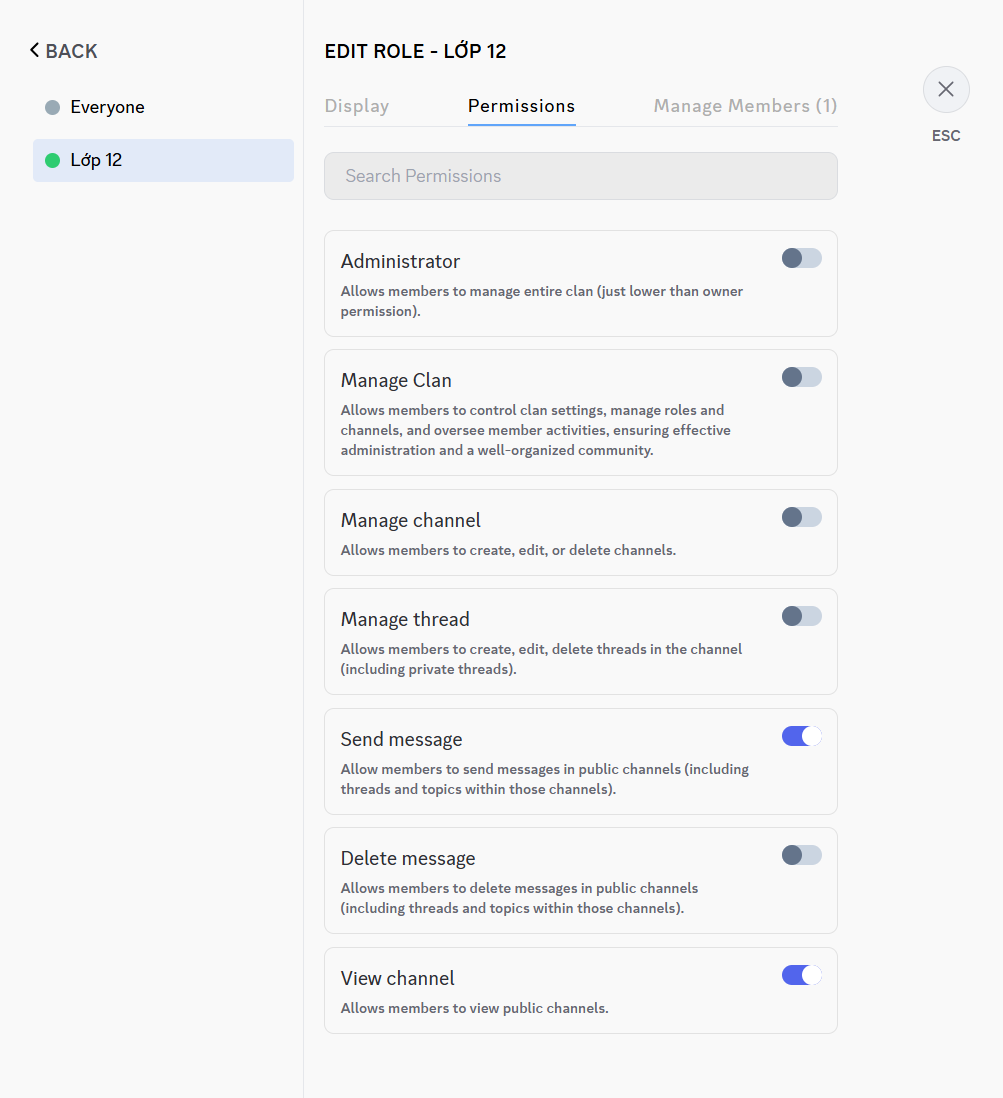 BACK
Everyone
Lớp 12
EDIT ROLE - LỚP 12
Display
Permissions
Manage Members (1)
ESC
Search Permissions
Administrator
Allows members to manage entire clan (just lower than owner
permission).
Manage Clan
Allows members to control clan settings, manage roles and
channels, and oversee member activities, ensuring effective
administration and a well-organized community.
Manage channel
Allows members to create, edit, or delete channels.
Manage thread
Allows members to create, edit, delete threads in the channel
(including private threads).
Send message
Allow members to send messages in public channels (including
threads and topics within those channels).
Delete message
Allows members to delete messages in public channels
(including threads and topics within those channels).
View channel
Allows members to view public channels.